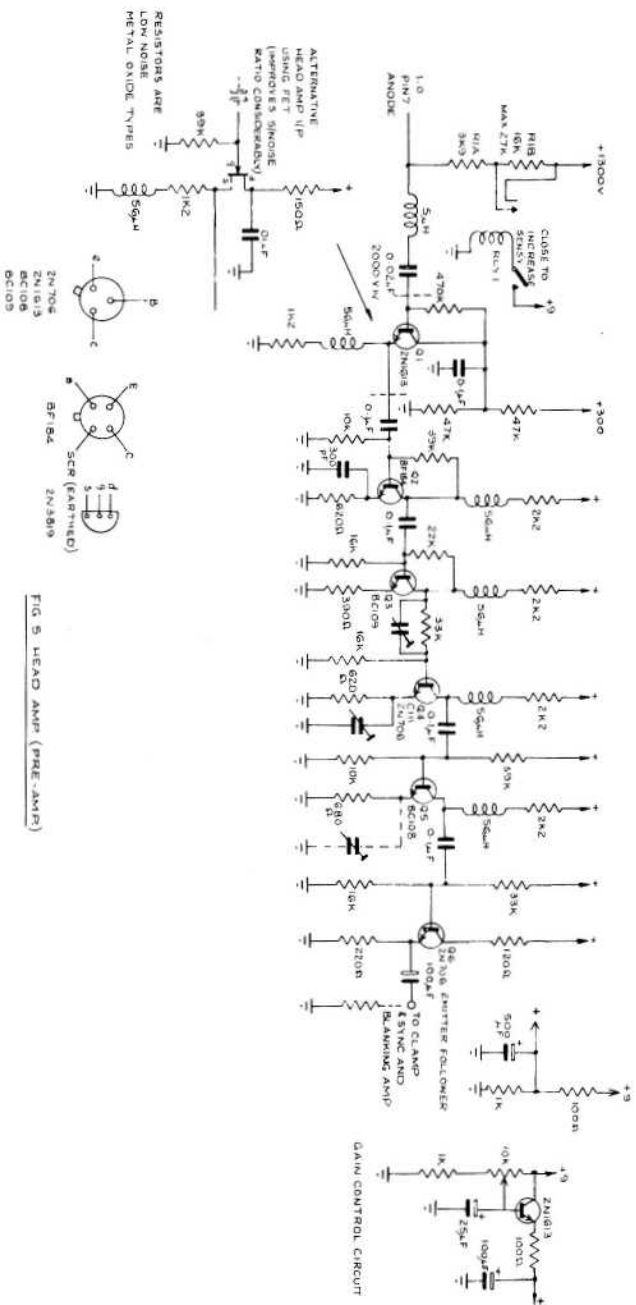 +1300V
R1B
16K
MAX 27K
R1A
3K9
CLOSE TO
INCREASE
SENSY
+9
RLY 1
I.O
PIN 7
ANODE
5µH
0·02µF
2000VW
470K
Q1
2N1613
0·1µF
+300
47K
47K
56µH
1K2
0·1µF
10K
39K
Q2
BF184
300
PF
820Ω
+
2K2
56µH
0·1µF
22K
16K
Q3
BC109
390Ω
+
2K2
56µH
33K
16K
Q4
2N706
620
Ω
+
2K2
56µH
0·1µF
+
39K
10K
Q5
BC108
680
Ω
+
2K2
56µH
0·1µF
+
33K
16K
Q6
2N706 EMITTER FOLLOWER
+
120Ω
220Ω
100µF
TO CLAMP
& SYNC AND
BLANKING AMP
+9
100Ω
+
500
µF
1K
+9
10K
1K
2N1613
100Ω
+
25µF
100µF
GAIN CONTROL CIRCUIT
ALTERNATIVE
HEAD AMP I/P
USING FET
(IMPROVES S/NOISE
RATIO CONSIDERABLY)
+
150Ω
39K
1K2
56µH
RESISTORS ARE
LOW NOISE
METAL OXIDE TYPES
B
C
2N706
2N1613
BC108
BC109
E
B
C
SCR (EARTHED)
BF184
d
g
s
2N3819
FIG 5 HEAD AMP (PRE-AMP)